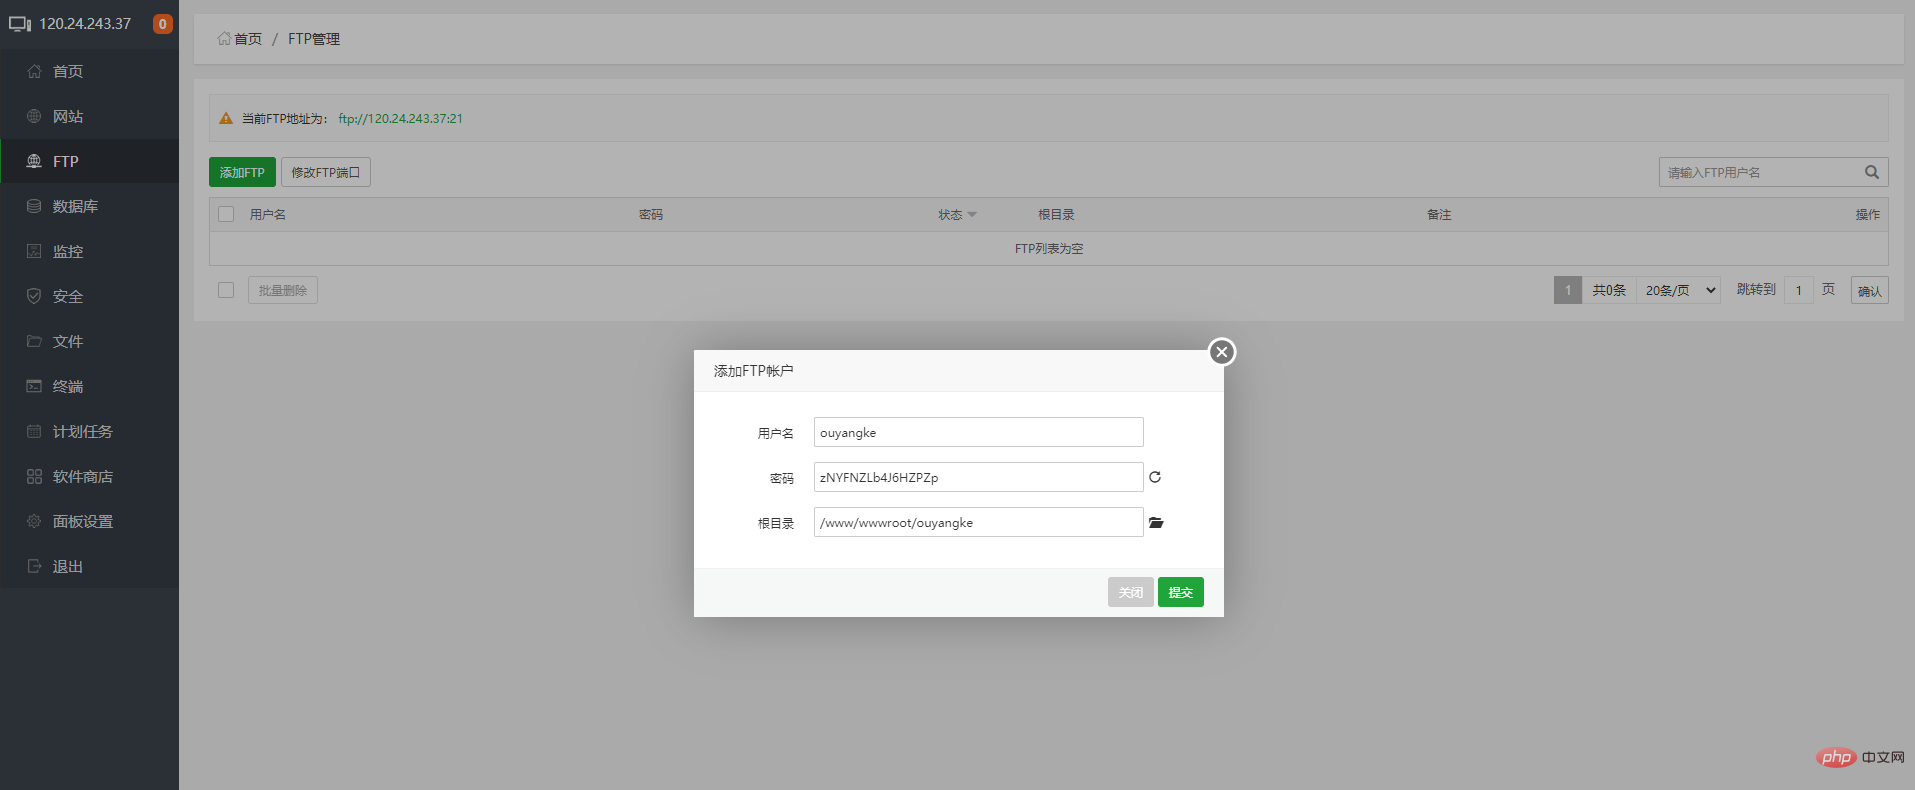 120.24.243.37 0
首页
网站
FTP
数据库
监控
安全
文件
终端
计划任务
软件商店
面板设置
退出
首页 / FTP管理
当前FTP地址为： ftp://120.24.243.37:21
添加FTP 修改FTP端口 请输入FTP用户名
用户名 密码 状态 根目录 备注 操作
FTP列表为空
批量删除 1 共0条 20条/页 跳转到 1 页 确认
添加FTP帐户
用户名 ouyangke
密码 zNYFNZLb4J6HZPZp
根目录 /www/wwwroot/ouyangke
关闭 提交
php 中文网